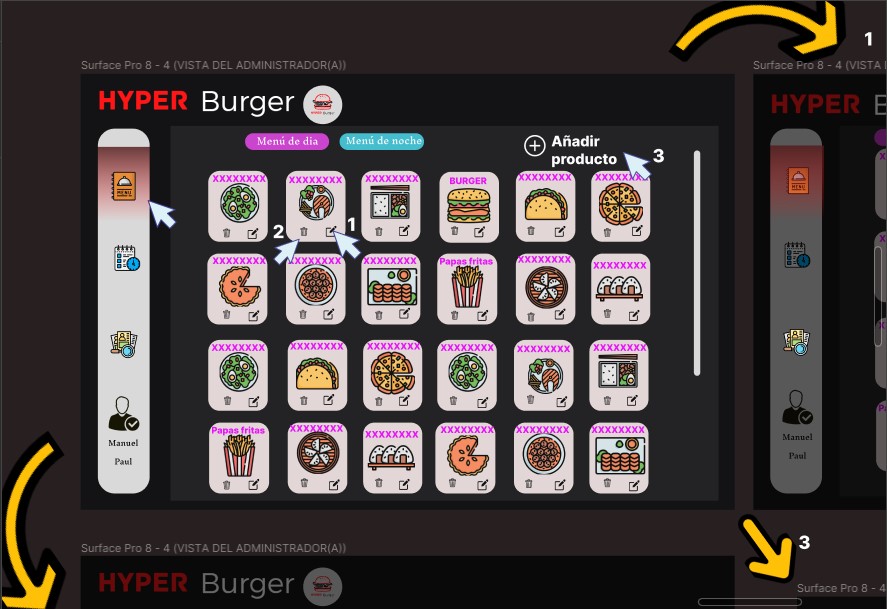 1
Surface Pro 8 - 4 (VISTA DEL ADMINISTRADOR(A))
Surface Pro 8 - 4 (VISTA I
HYPER Burger
HYPER
Menú de dia
Menú de noche
Añadir
producto
3
MENU
XXXXXXXX
XXXXXXXX
XXXXXXXX
BURGER
XXXXXXXX
XXXXXXXX
2
1
XXXXXXXX
XXXXXXXX
XXXXXXXX
Papas fritas
XXXXXXXX
XXXXXXXX
XXXXXXXX
XXXXXXXX
XXXXXXXX
XXXXXXXX
XXXXXXXX
XXXXXXXX
Papas fritas
XXXXXXXX
XXXXXXXX
XXXXXXXX
XXXXXXXX
XXXXXXXX
Manuel
Paul
MENU
Manuel
Paul
3
Surface Pro 8 - 4 (VISTA DEL ADMINISTRADOR(A))
Surface Pro 8 - 4
HYPER Burger